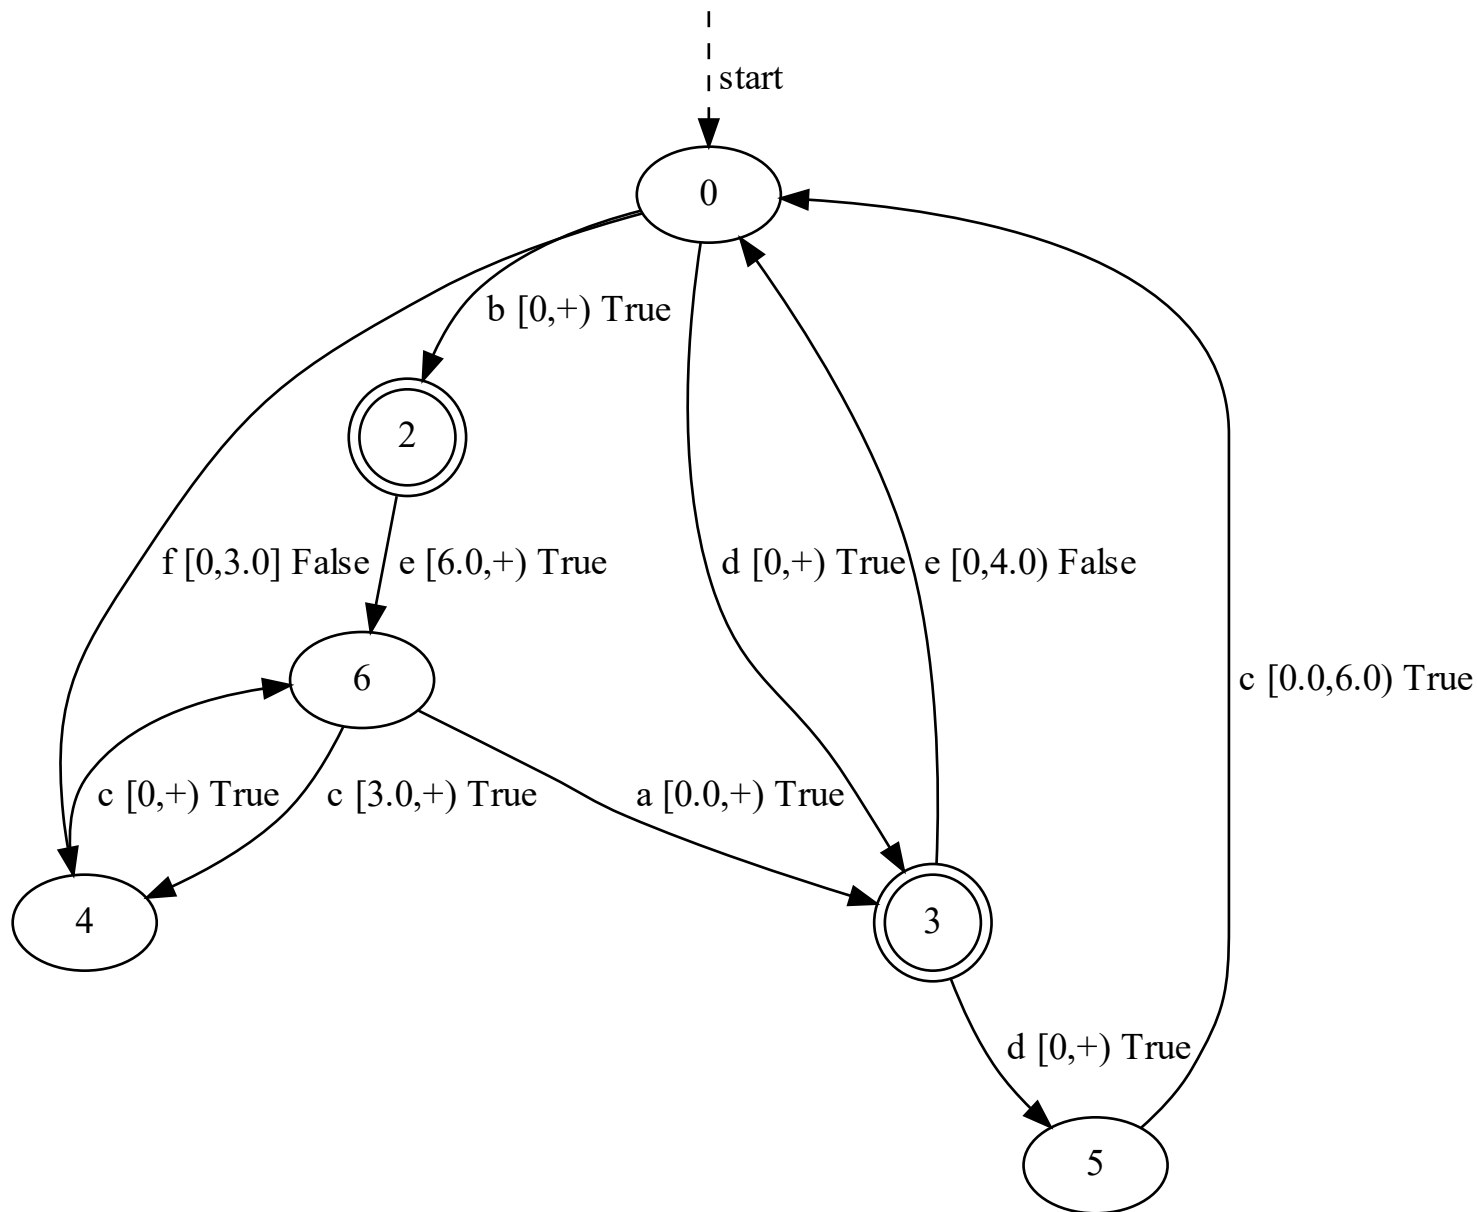 start
0
b [0,+) True
2
f [0,3.0] False
e [6.0,+) True
d [0,+) True
e [0,4.0) False
6
c [0.0,6.0) True
c [0,+) True
c [3.0,+) True
a [0.0,+) True
4
3
d [0,+) True
5